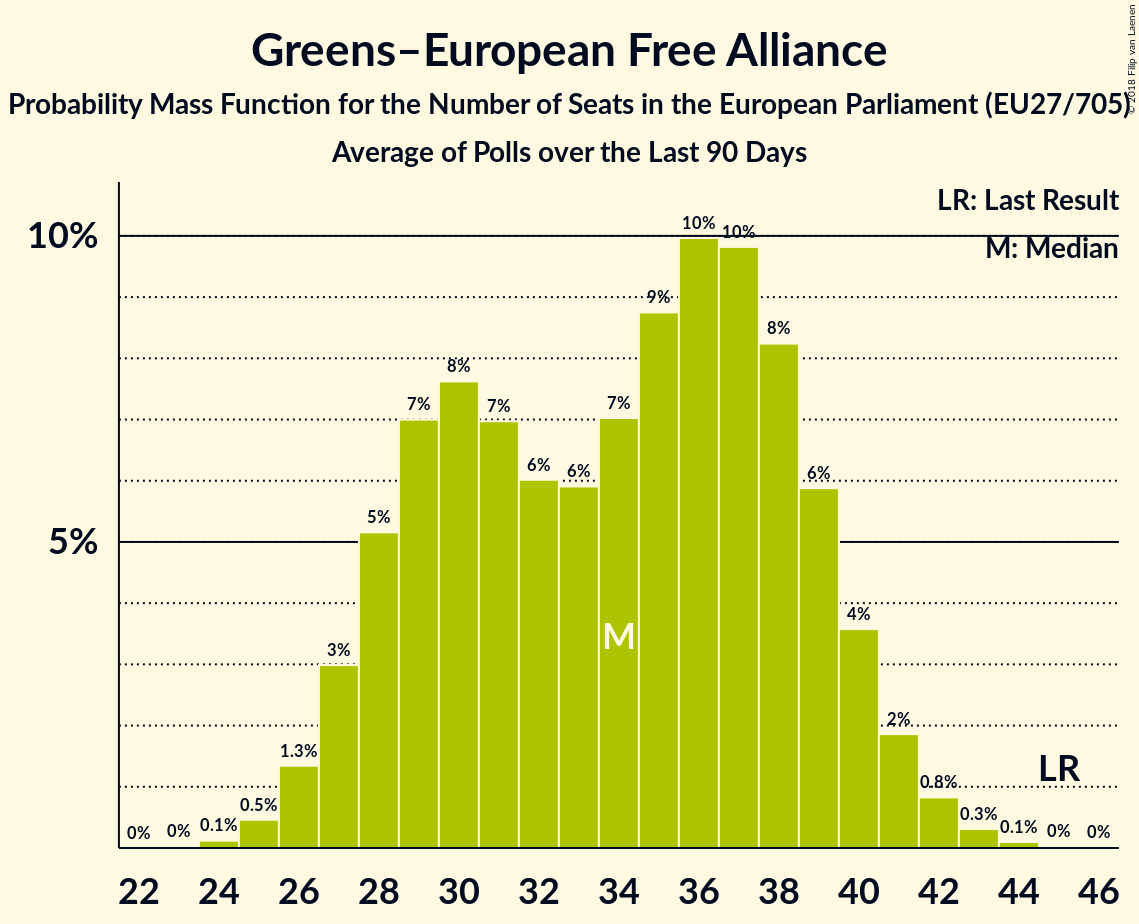 Greens–European Free Alliance
Probability Mass Function for the Number of Seats in the European Parliament (EU27/705)
Average of Polls over the Last 90 Days
© 2018 Filip van Laenen
LR: Last Result
M: Median
10%
5%
0% 0% 0.1% 0.5% 1.3% 3% 5% 7% 8% 7% 6% 6% 7% 9% 10% 10% 8% 6% 4% 2% 0.8% 0.3% 0.1% 0% 0%
M
LR
22 24 26 28 30 32 34 36 38 40 42 44 46